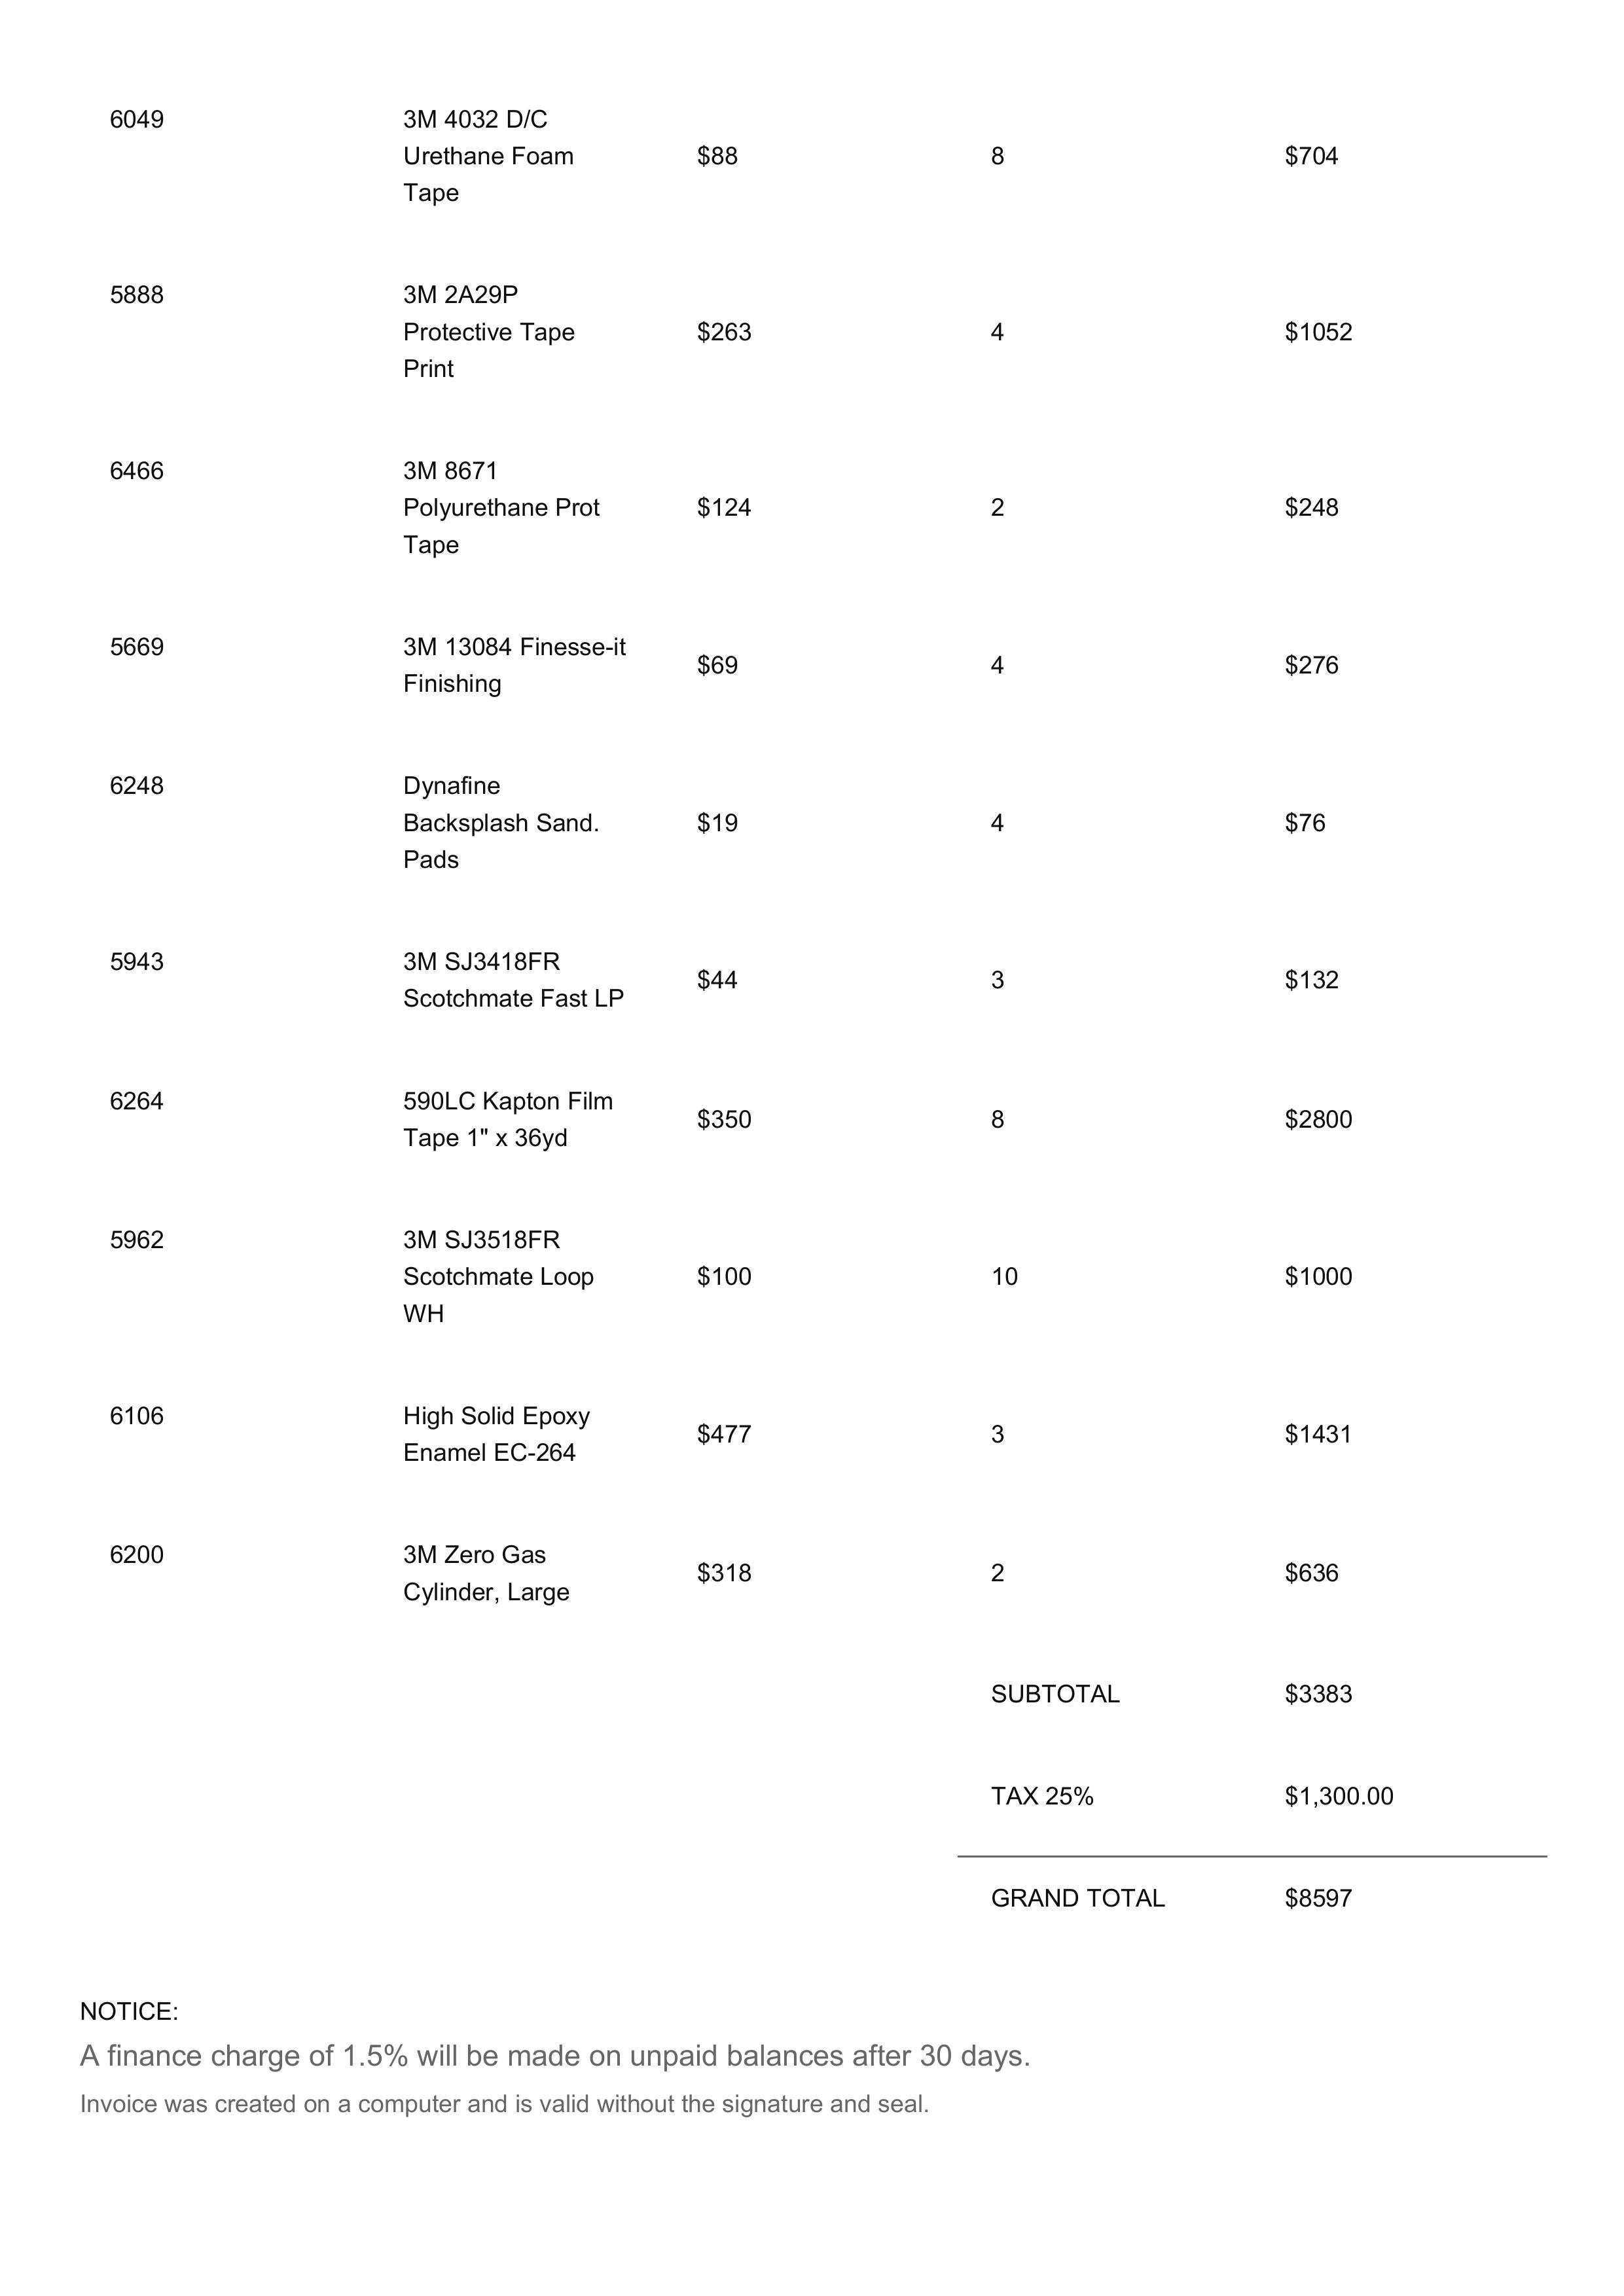 6049 3M 4032 D/C
Urethane Foam $88 8 $704
Tape
5888 3M 2A29P
Protective Tape $263 4 $1052
Print
6466 3M 8671
Polyurethane Prot $124 2 $248
Tape
5669 3M 13084 Finesse-it
Finishing $69 4 $276
6248 Dynafine
Backsplash Sand. $19 4 $76
Pads
5943 3M SJ3418FR
Scotchmate Fast LP $44 3 $132
6264 590LC Kapton Film
Tape 1" x 36yd $350 8 $2800
5962 3M SJ3518FR
Scotchmate Loop $100 10 $1000
WH
6106 High Solid Epoxy
Enamel EC-264 $477 3 $1431
6200 3M Zero Gas
Cylinder, Large $318 2 $636
SUBTOTAL $3383
TAX 25% $1,300.00
GRAND TOTAL $8597
NOTICE:
A finance charge of 1.5% will be made on unpaid balances after 30 days.
Invoice was created on a computer and is valid without the signature and seal.